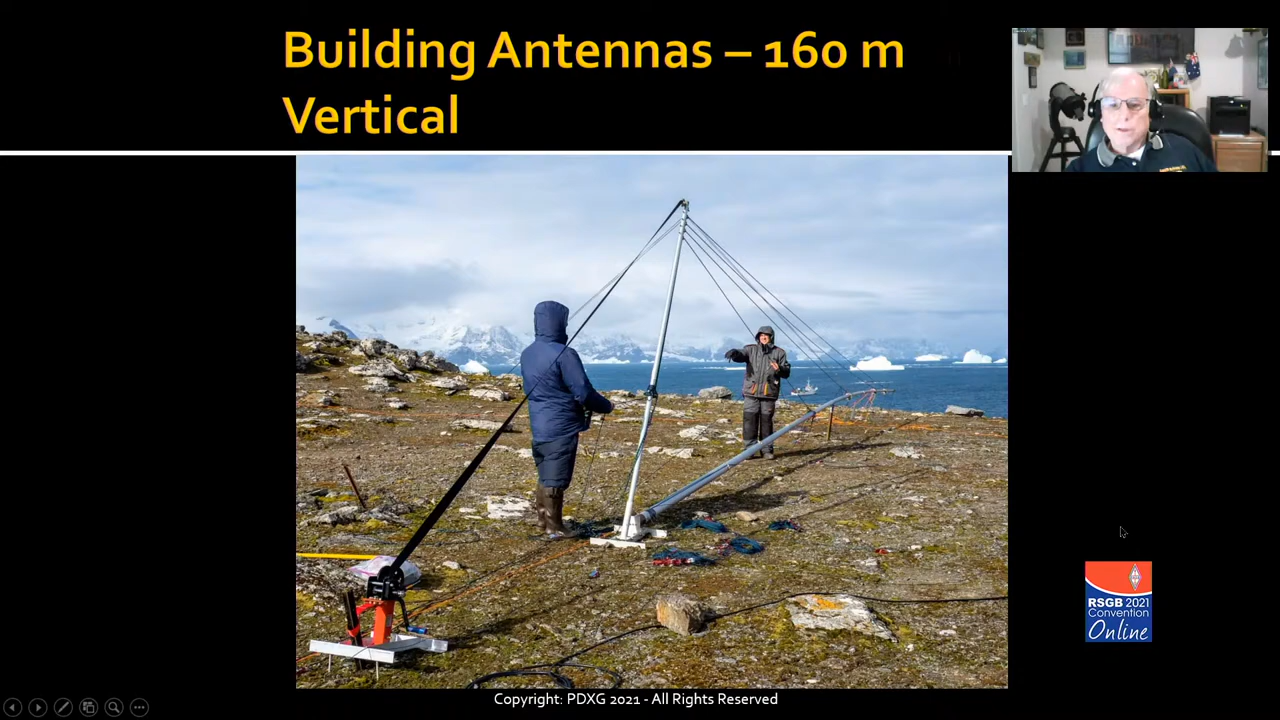 Building Antennas – 160 m
Vertical
RSGB 2021
Convention
Online
Copyright: PDXG 2021 - All Rights Reserved